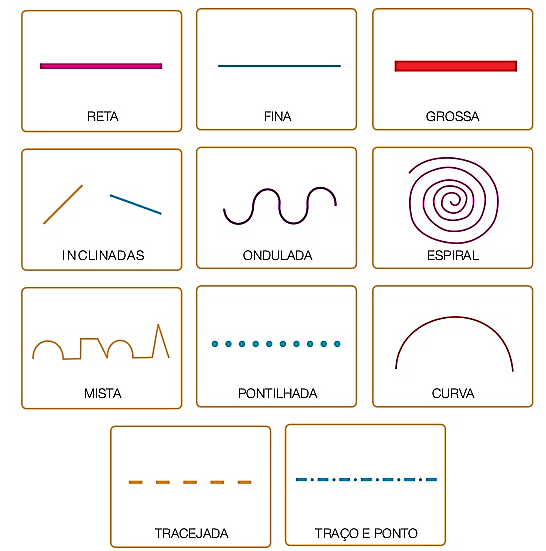 RETA
FINA
GROSSA
INCLINADAS
ONDULADA
ESPIRAL
MISTA
PONTILHADA
CURVA
TRACEJADA
TRAÇO E PONTO